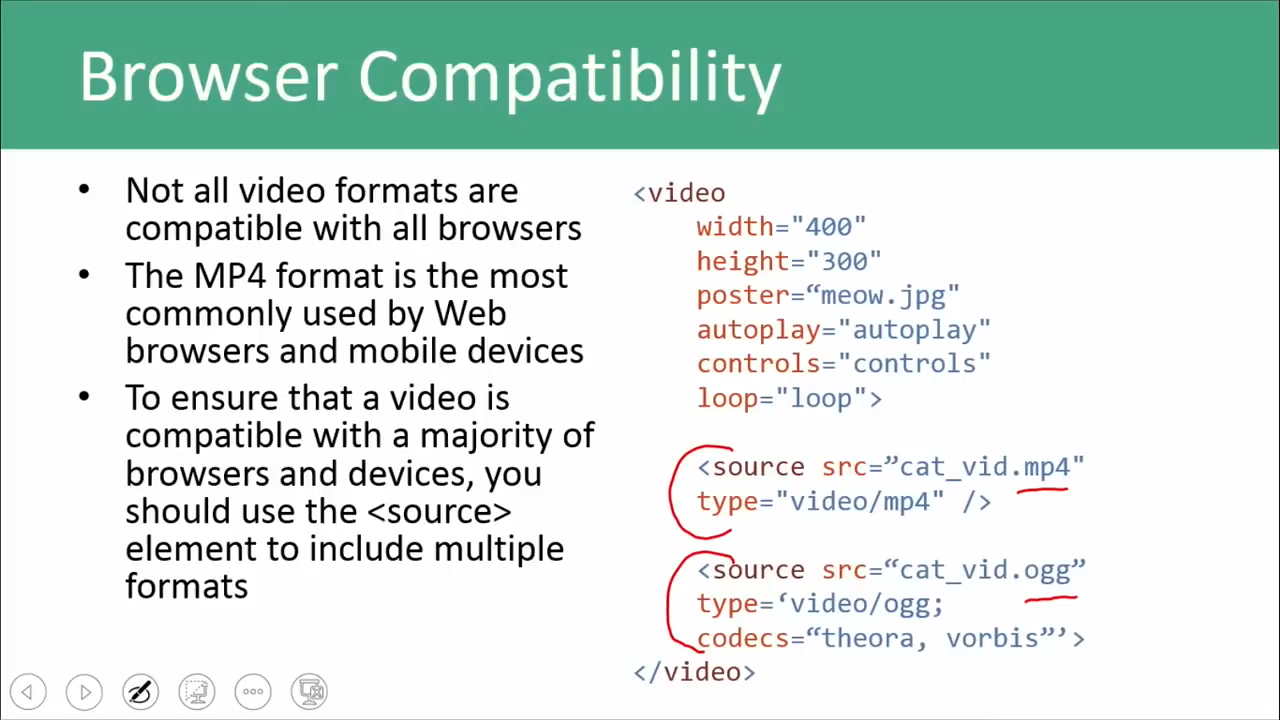 Browser Compatibility
• Not all video formats are
compatible with all browsers
• The MP4 format is the most
commonly used by Web
browsers and mobile devices
• To ensure that a video is
compatible with a majority of
browsers and devices, you
should use the <source>
element to include multiple
formats
<video
width="400"
height="300"
poster=“meow.jpg"
autoplay="autoplay"
controls="controls"
loop="loop">
<source src=”cat_vid.mp4"
type="video/mp4" />
<source src=“cat_vid.ogg”
type=‘video/ogg;
codecs=“theora, vorbis”’>
</video>